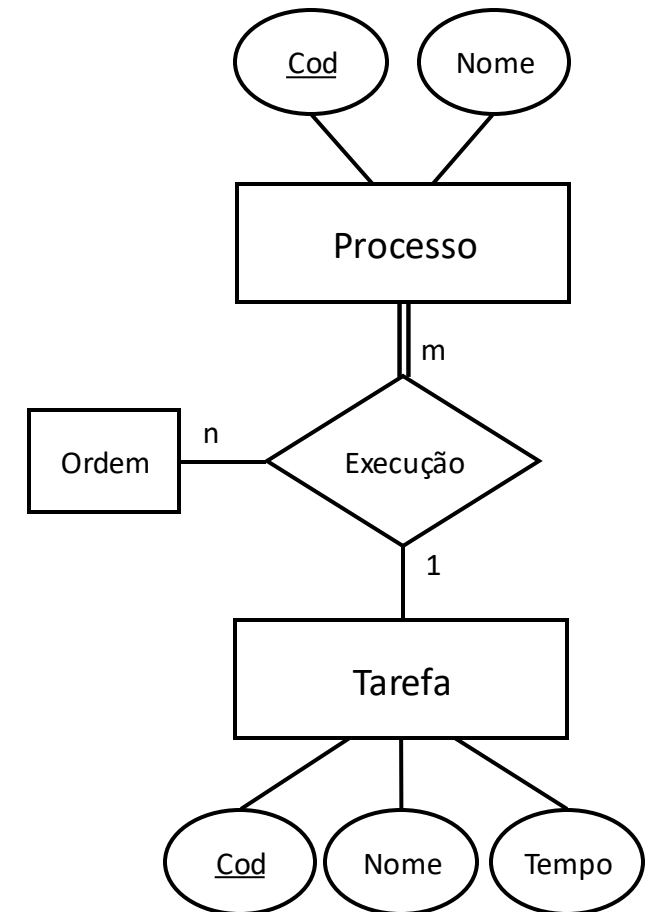 Cod
Nome
Processo
m
n
Ordem
Execução
1
Tarefa
Cod
Nome
Tempo